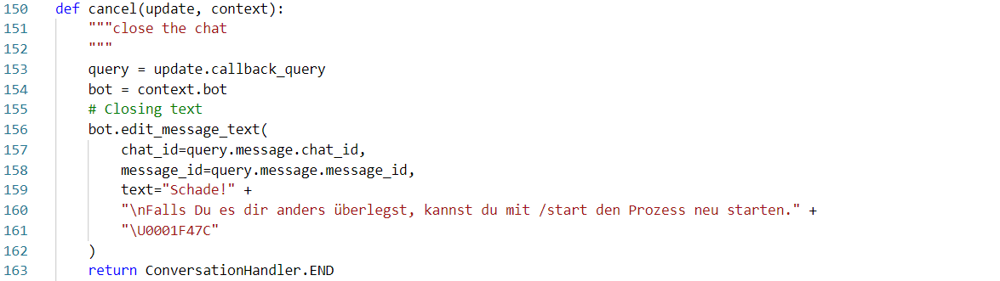 150 def cancel(update, context):
151     """close the chat
152     """
153     query = update.callback_query
154     bot = context.bot
155     # Closing text
156     bot.edit_message_text(
157         chat_id=query.message.chat_id,
158         message_id=query.message.message_id,
159         text="Schade!" +
160         "\nFalls Du es dir anders überlegst, kannst du mit /start den Prozess neu starten." +
161         "\U0001F47C"
162     )
163     return ConversationHandler.END